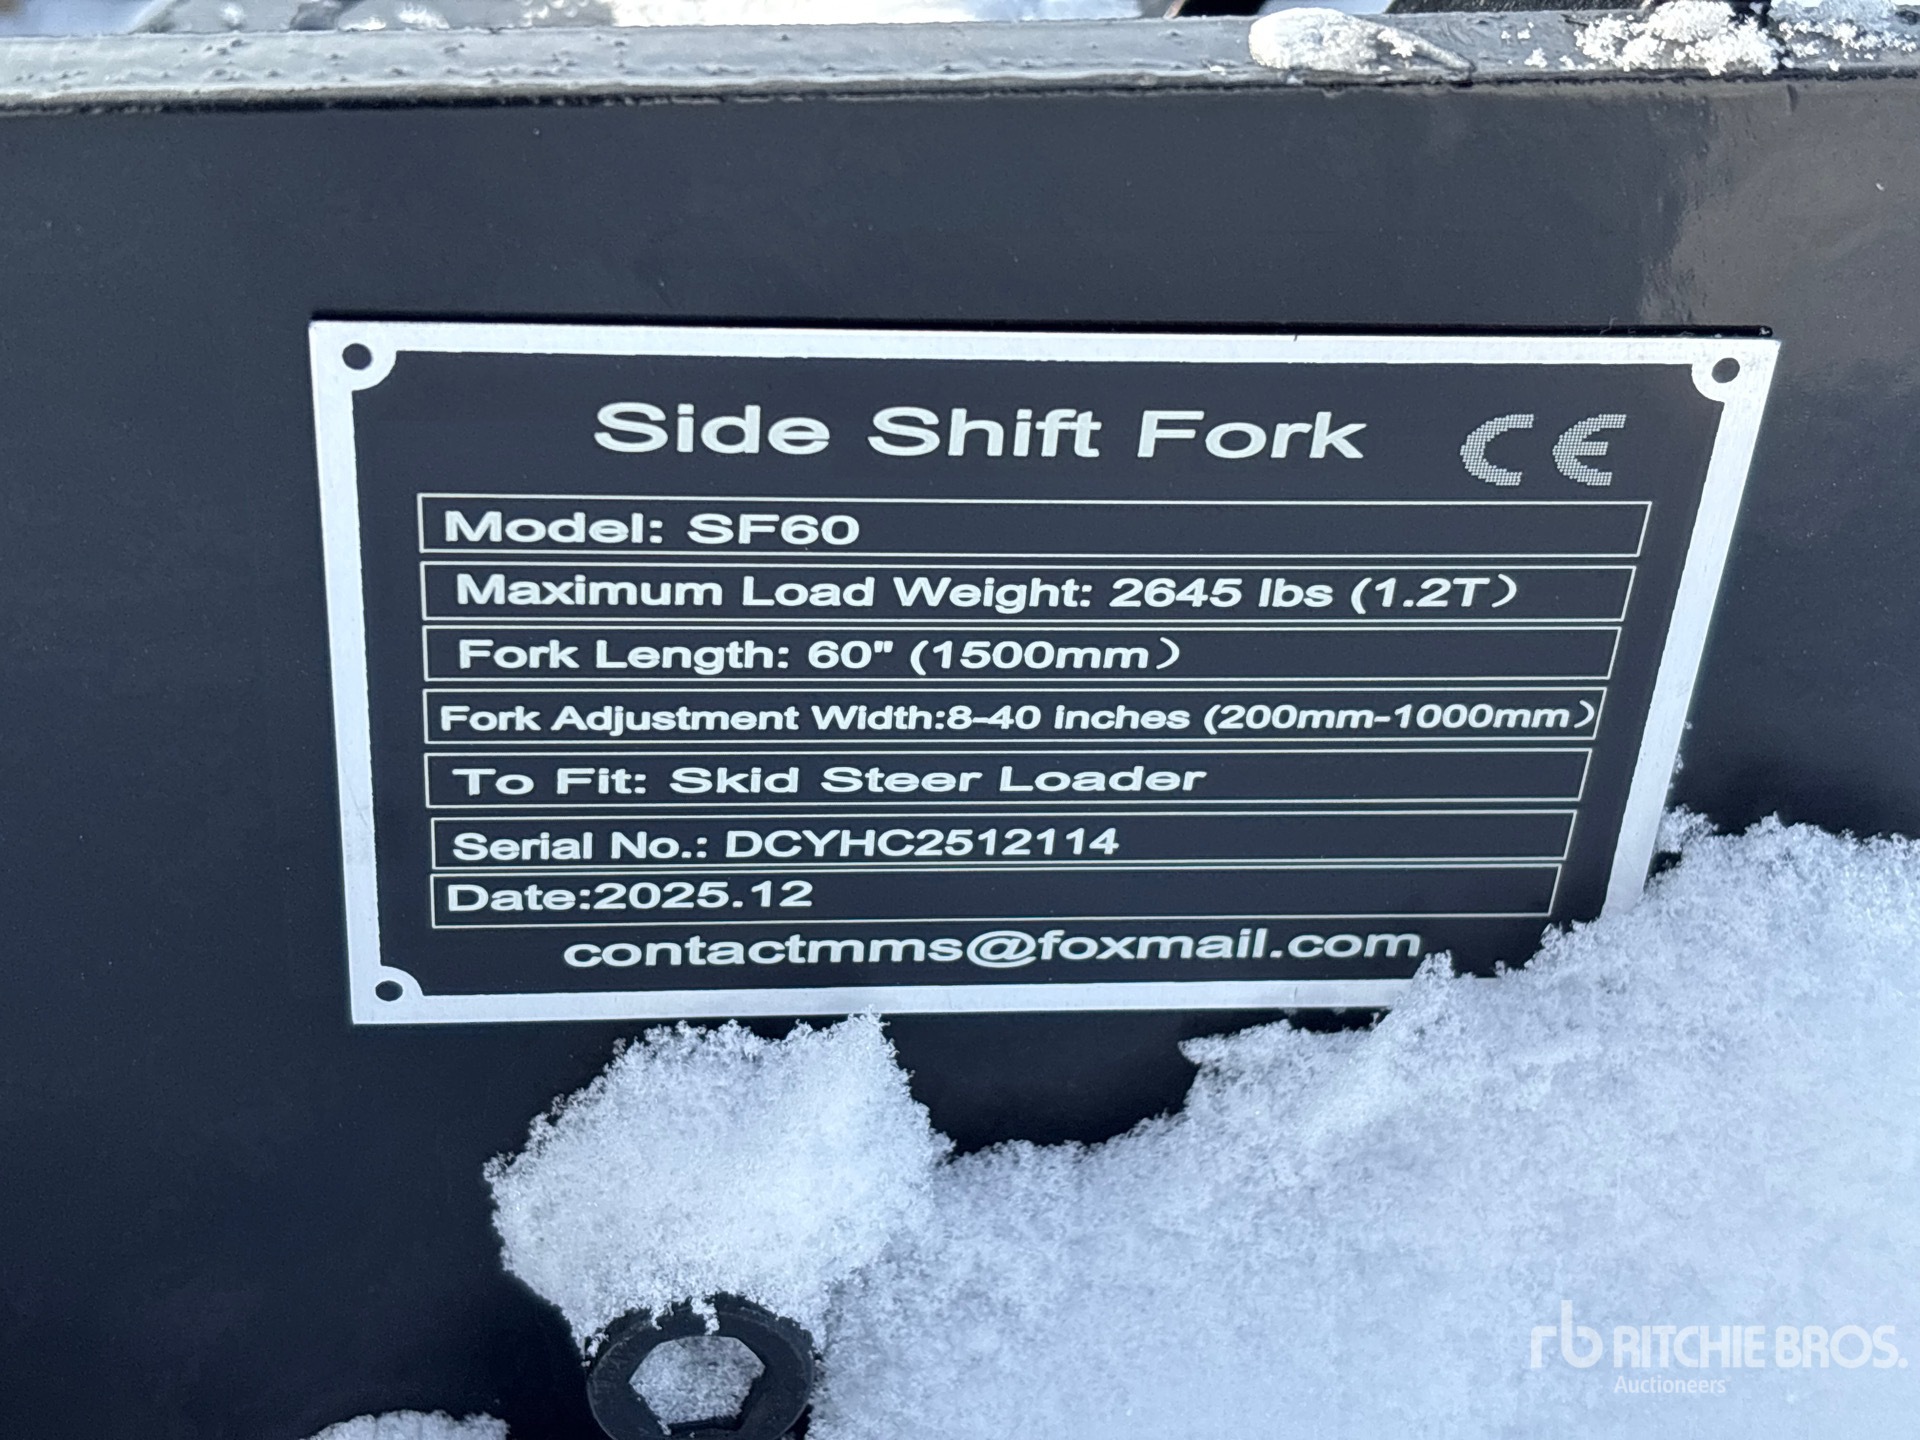 Side Shift Fork CE
Model: SF60
Maximum Load Weight: 2645 lbs (1.2T)
Fork Length: 60" (1500mm)
Fork Adjustment Width:8-40 inches (200mm-1000mm)
To Fit: Skid Steer Loader
Serial No.: DCYHC2512114
Date:2025.12
contactmms@foxmail.com
rb RITCHIE BROS.
Auctioneers